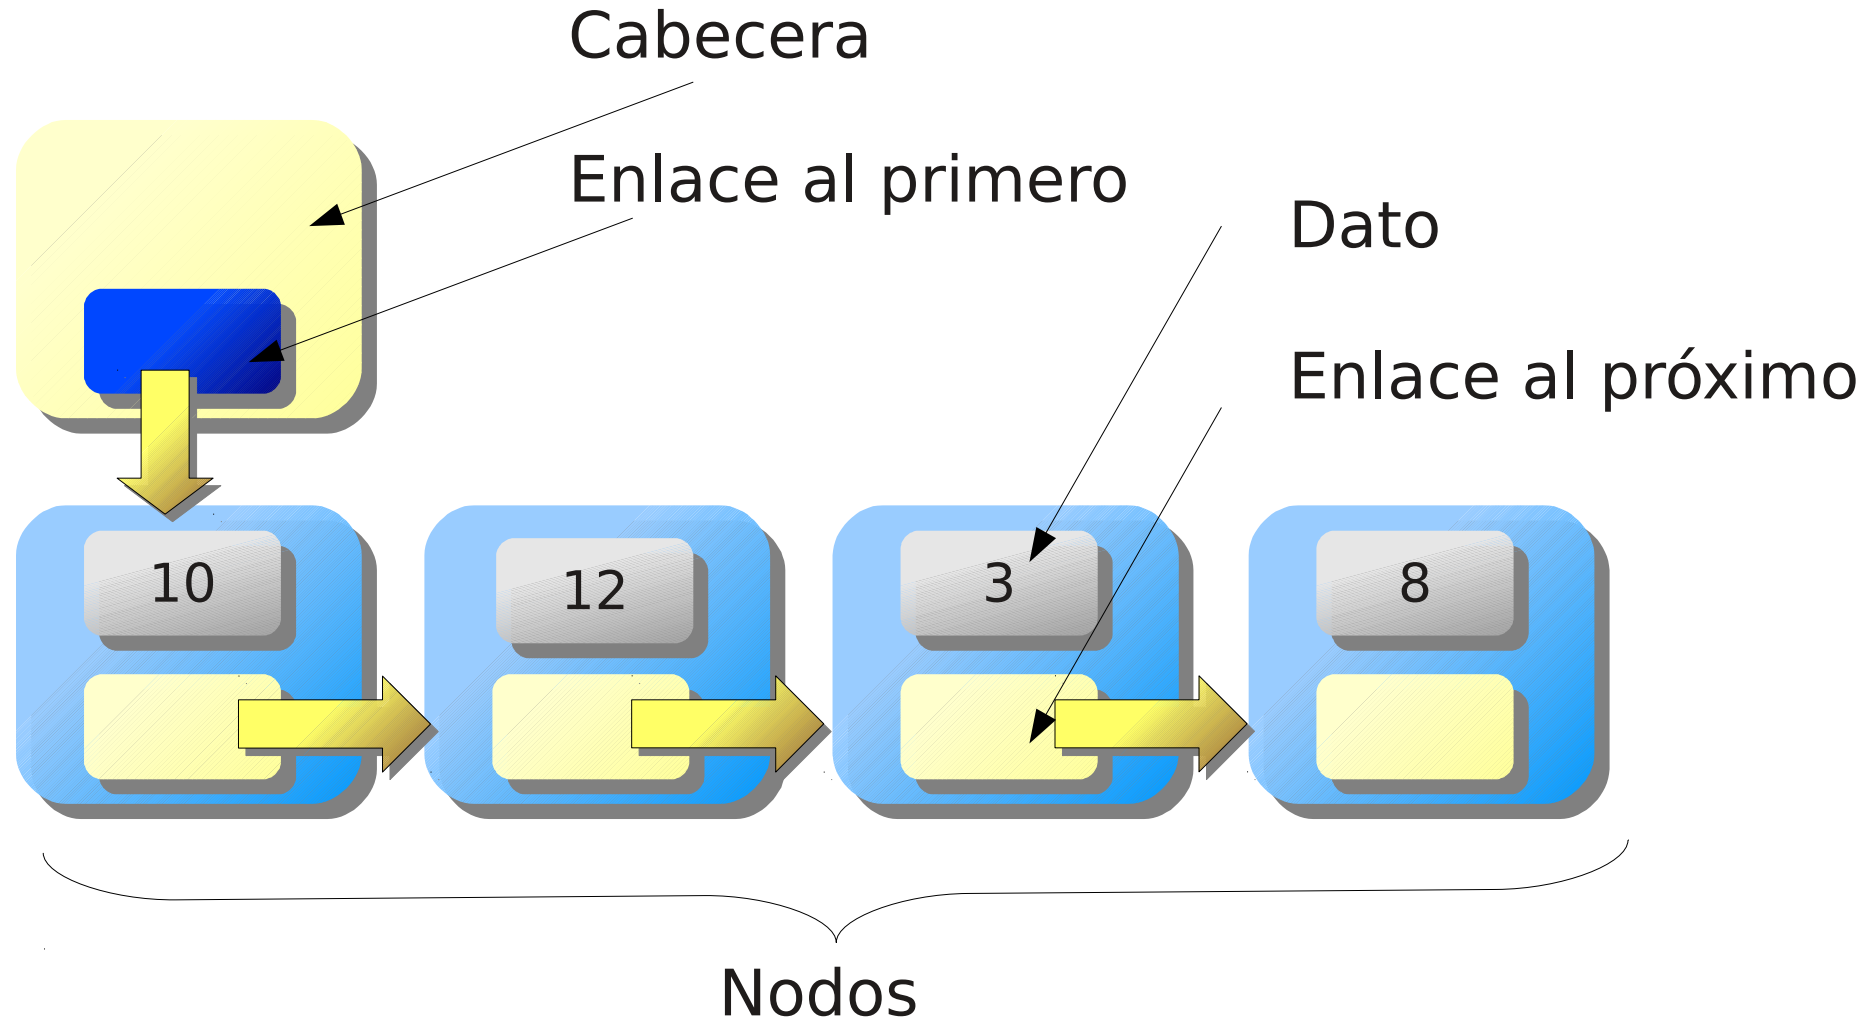 Cabecera
Enlace al primero
Dato
Enlace al próximo
10
12
3
8
Nodos